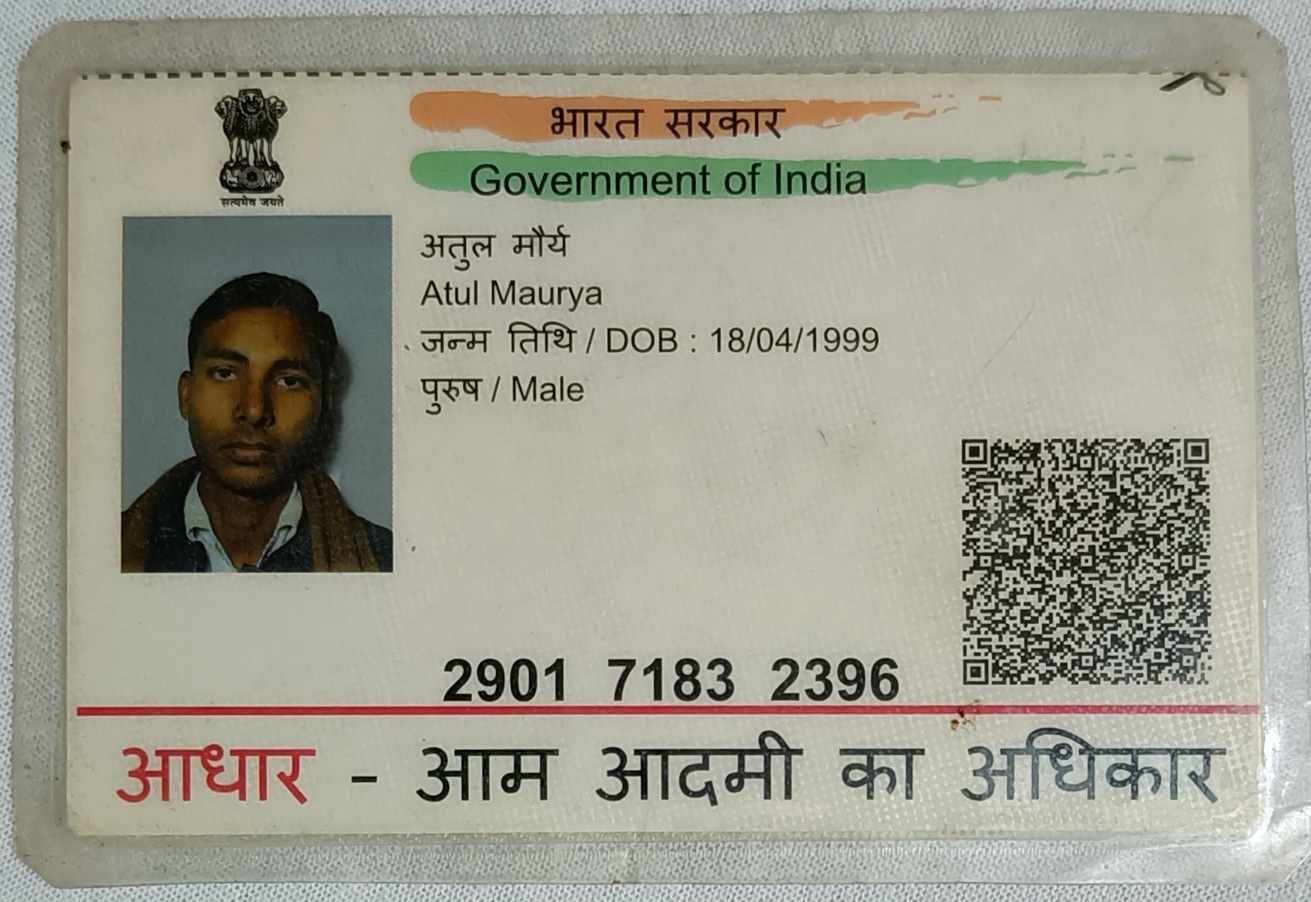 भारत सरकार
Government of India
सत्यमेव जयते
अतुल मौर्य
Atul Maurya
जन्म तिथि / DOB : 18/04/1999
पुरुष / Male
2901 7183 2396
आधार - आम आदमी का अधिकार